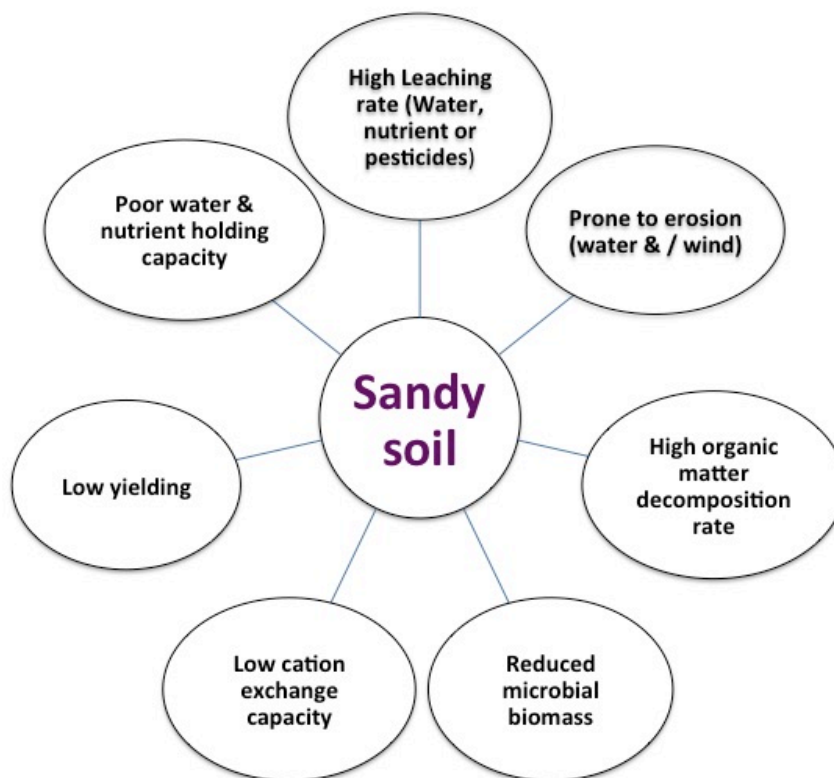 High Leaching
rate (Water,
nutrient or
pesticides)
Poor water &
nutrient holding
capacity
Prone to erosion
(water & / wind)
Sandy
soil
Low yielding
High organic
matter
decomposition
rate
Low cation
exchange
capacity
Reduced
microbial
biomass